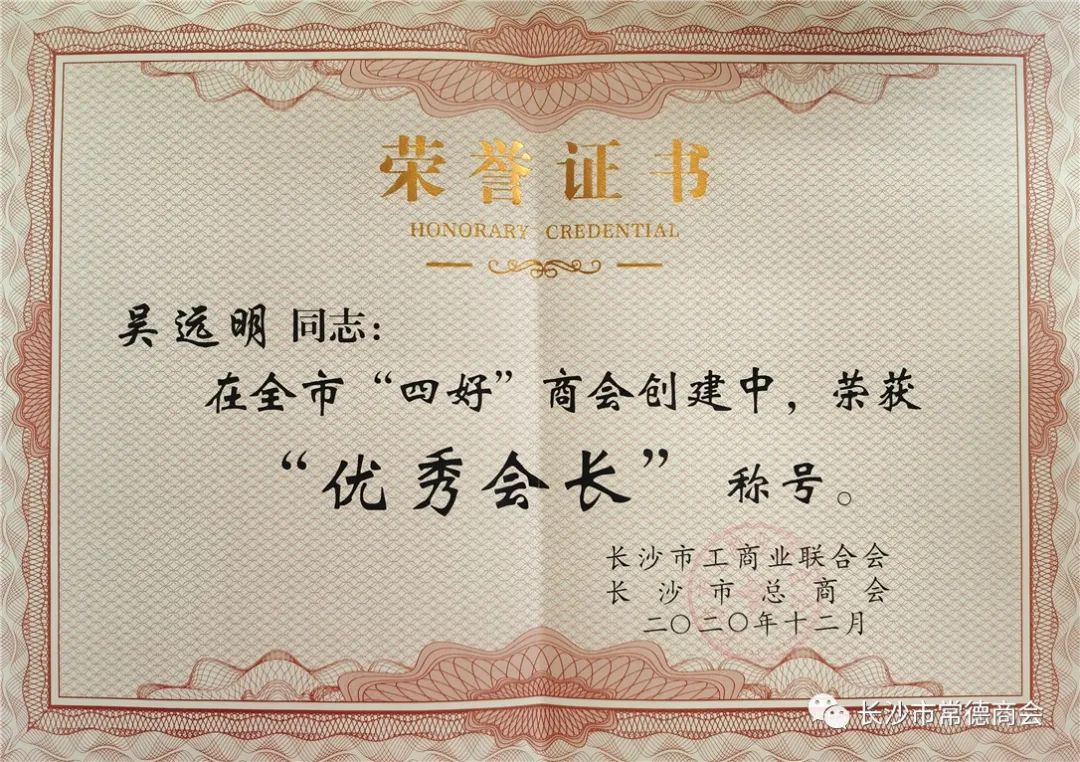 荣誉证书
HONORARY CREDENTIAL
吴远明 同志：
在全市“四好”商会创建中，荣获
“优秀会长”称号。
长沙市工商业联合会
长沙市总商会
二〇二〇年十二月
长沙市常德商会